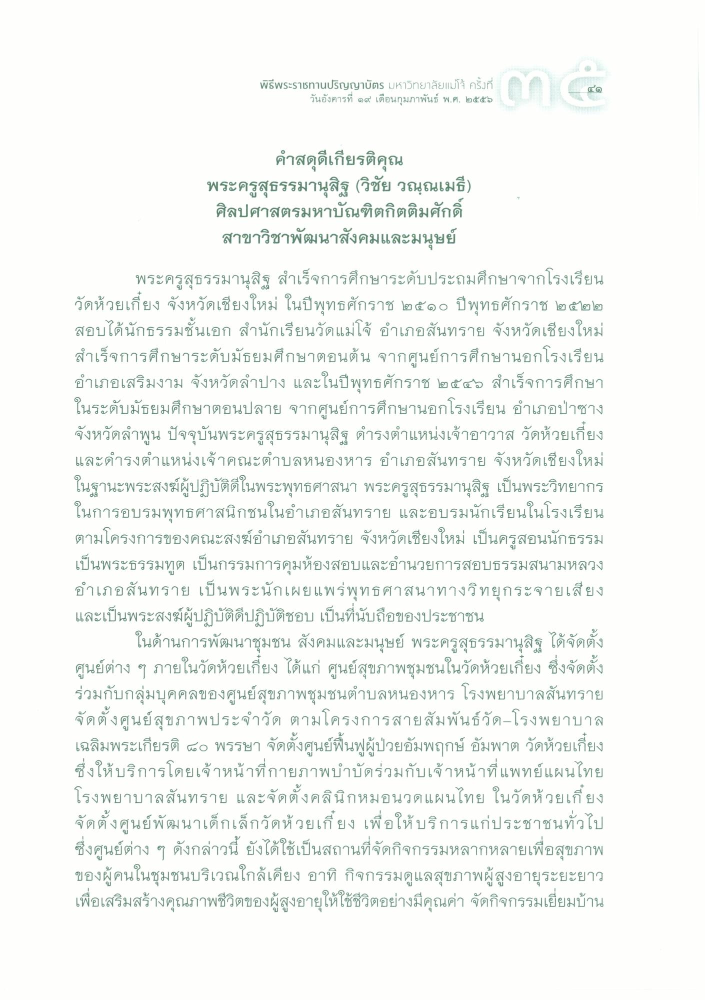 พิธีพระราชทานปริญญาบัตร มหาวิทยาลัยแม่โจ้ ครั้งที่ ๓๕
วันอังคารที่ ๑๙ เดือนกุมภาพันธ์ พ.ศ. ๒๕๕๖
๔๑
คำสดุดีเกียรติคุณ
พระครูสุธรรมานุสิฐ (วิชัย วณฺณเมธี)
ศิลปศาสตรมหาบัณฑิตกิตติมศักดิ์
สาขาวิชาพัฒนาสังคมและมนุษย์
พระครูสุธรรมานุสิฐ สำเร็จการศึกษาระดับประถมศึกษาจากโรงเรียน
วัดห้วยเกี๋ยง จังหวัดเชียงใหม่ ในปีพุทธศักราช ๒๕๑๐ ปีพุทธศักราช ๒๕๒๒
สอบได้นักธรรมชั้นเอก สำนักเรียนวัดแม่โจ้ อำเภอสันทราย จังหวัดเชียงใหม่
สำเร็จการศึกษาระดับมัธยมศึกษาตอนต้น จากศูนย์การศึกษานอกโรงเรียน
อำเภอเสริมงาม จังหวัดลำปาง และในปีพุทธศักราช ๒๕๔๖ สำเร็จการศึกษา
ในระดับมัธยมศึกษาตอนปลาย จากศูนย์การศึกษานอกโรงเรียน อำเภอป่าซาง
จังหวัดลำพูน ปัจจุบันพระครูสุธรรมานุสิฐ ดำรงตำแหน่งเจ้าอาวาส วัดห้วยเกี๋ยง
และดำรงตำแหน่งเจ้าคณะตำบลหนองหาร อำเภอสันทราย จังหวัดเชียงใหม่
ในฐานะพระสงฆ์ผู้ปฏิบัติดีในพระพุทธศาสนา พระครูสุธรรมานุสิฐ เป็นพระวิทยากร
ในการอบรมพุทธศาสนิกชนในอำเภอสันทราย และอบรมนักเรียนในโรงเรียน
ตามโครงการของคณะสงฆ์อำเภอสันทราย จังหวัดเชียงใหม่ เป็นครูสอนนักธรรม
เป็นพระธรรมทูต เป็นกรรมการคุมห้องสอบและอำนวยการสอบธรรมสนามหลวง
อำเภอสันทราย เป็นพระนักเผยแพร่พุทธศาสนาทางวิทยุกระจายเสียง
และเป็นพระสงฆ์ผู้ปฏิบัติดีปฏิบัติชอบ เป็นที่นับถือของประชาชน
ในด้านการพัฒนาชุมชน สังคมและมนุษย์ พระครูสุธรรมานุสิฐ ได้จัดตั้ง
ศูนย์ต่าง ๆ ภายในวัดห้วยเกี๋ยง ได้แก่ ศูนย์สุขภาพชุมชนในวัดห้วยเกี๋ยง ซึ่งจัดตั้ง
ร่วมกับกลุ่มบุคคลของศูนย์สุขภาพชุมชนตำบลหนองหาร โรงพยาบาลสันทราย
จัดตั้งศูนย์สุขภาพประจำวัด ตามโครงการสายสัมพันธ์วัด–โรงพยาบาล
เฉลิมพระเกียรติ ๘๐ พรรษา จัดตั้งศูนย์ฟื้นฟูผู้ป่วยอัมพฤกษ์ อัมพาต วัดห้วยเกี๋ยง
ซึ่งให้บริการโดยเจ้าหน้าที่กายภาพบำบัดร่วมกับเจ้าหน้าที่แพทย์แผนไทย
โรงพยาบาลสันทราย และจัดตั้งคลินิกหมอนวดแผนไทย ในวัดห้วยเกี๋ยง
จัดตั้งศูนย์พัฒนาเด็กเล็กวัดห้วยเกี๋ยง เพื่อให้บริการแก่ประชาชนทั่วไป
ซึ่งศูนย์ต่าง ๆ ดังกล่าวนี้ ยังได้ใช้เป็นสถานที่จัดกิจกรรมหลากหลายเพื่อสุขภาพ
ของผู้คนในชุมชนบริเวณใกล้เคียง อาทิ กิจกรรมดูแลสุขภาพผู้สูงอายุระยะยาว
เพื่อเสริมสร้างคุณภาพชีวิตของผู้สูงอายุให้ใช้ชีวิตอย่างมีคุณค่า จัดกิจกรรมเยี่ยมบ้าน